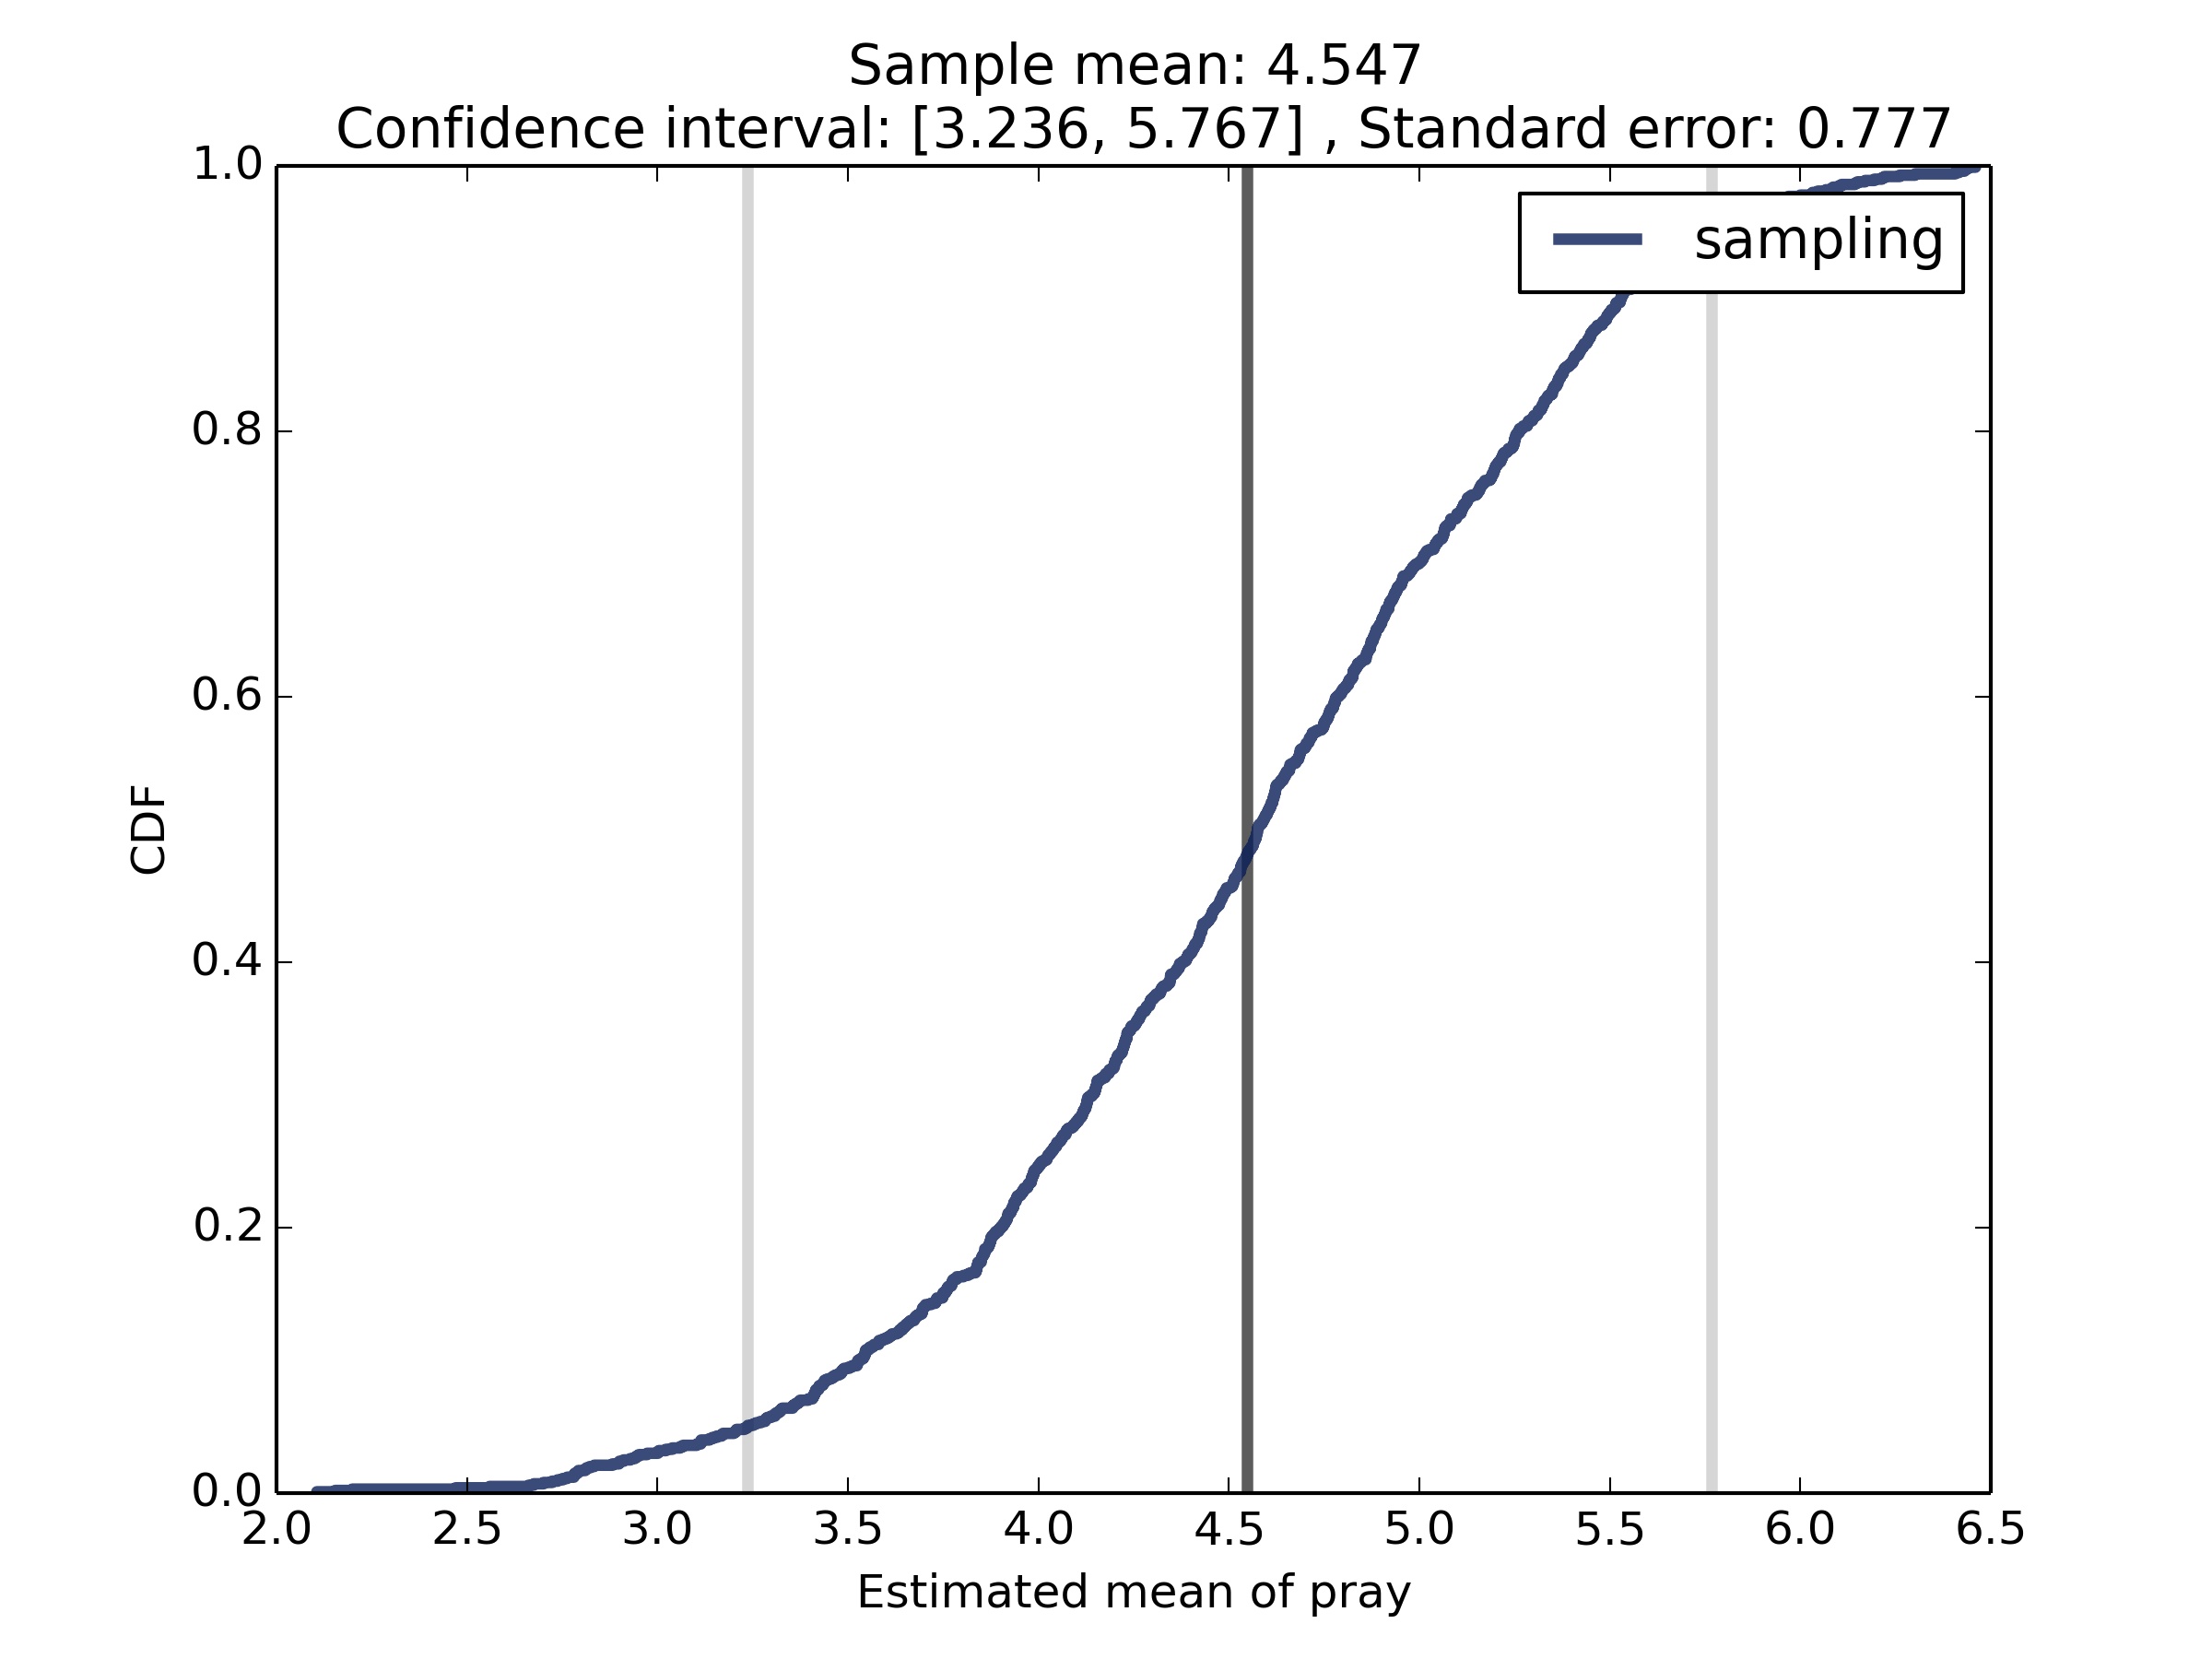 Sample mean: 4.547
Confidence interval: [3.236, 5.767] , Standard error: 0.777
sampling
1.0
0.8
0.6
0.4
0.2
0.0
CDF
2.0 2.5 3.0 3.5 4.0 4.5 5.0 5.5 6.0 6.5
Estimated mean of pray